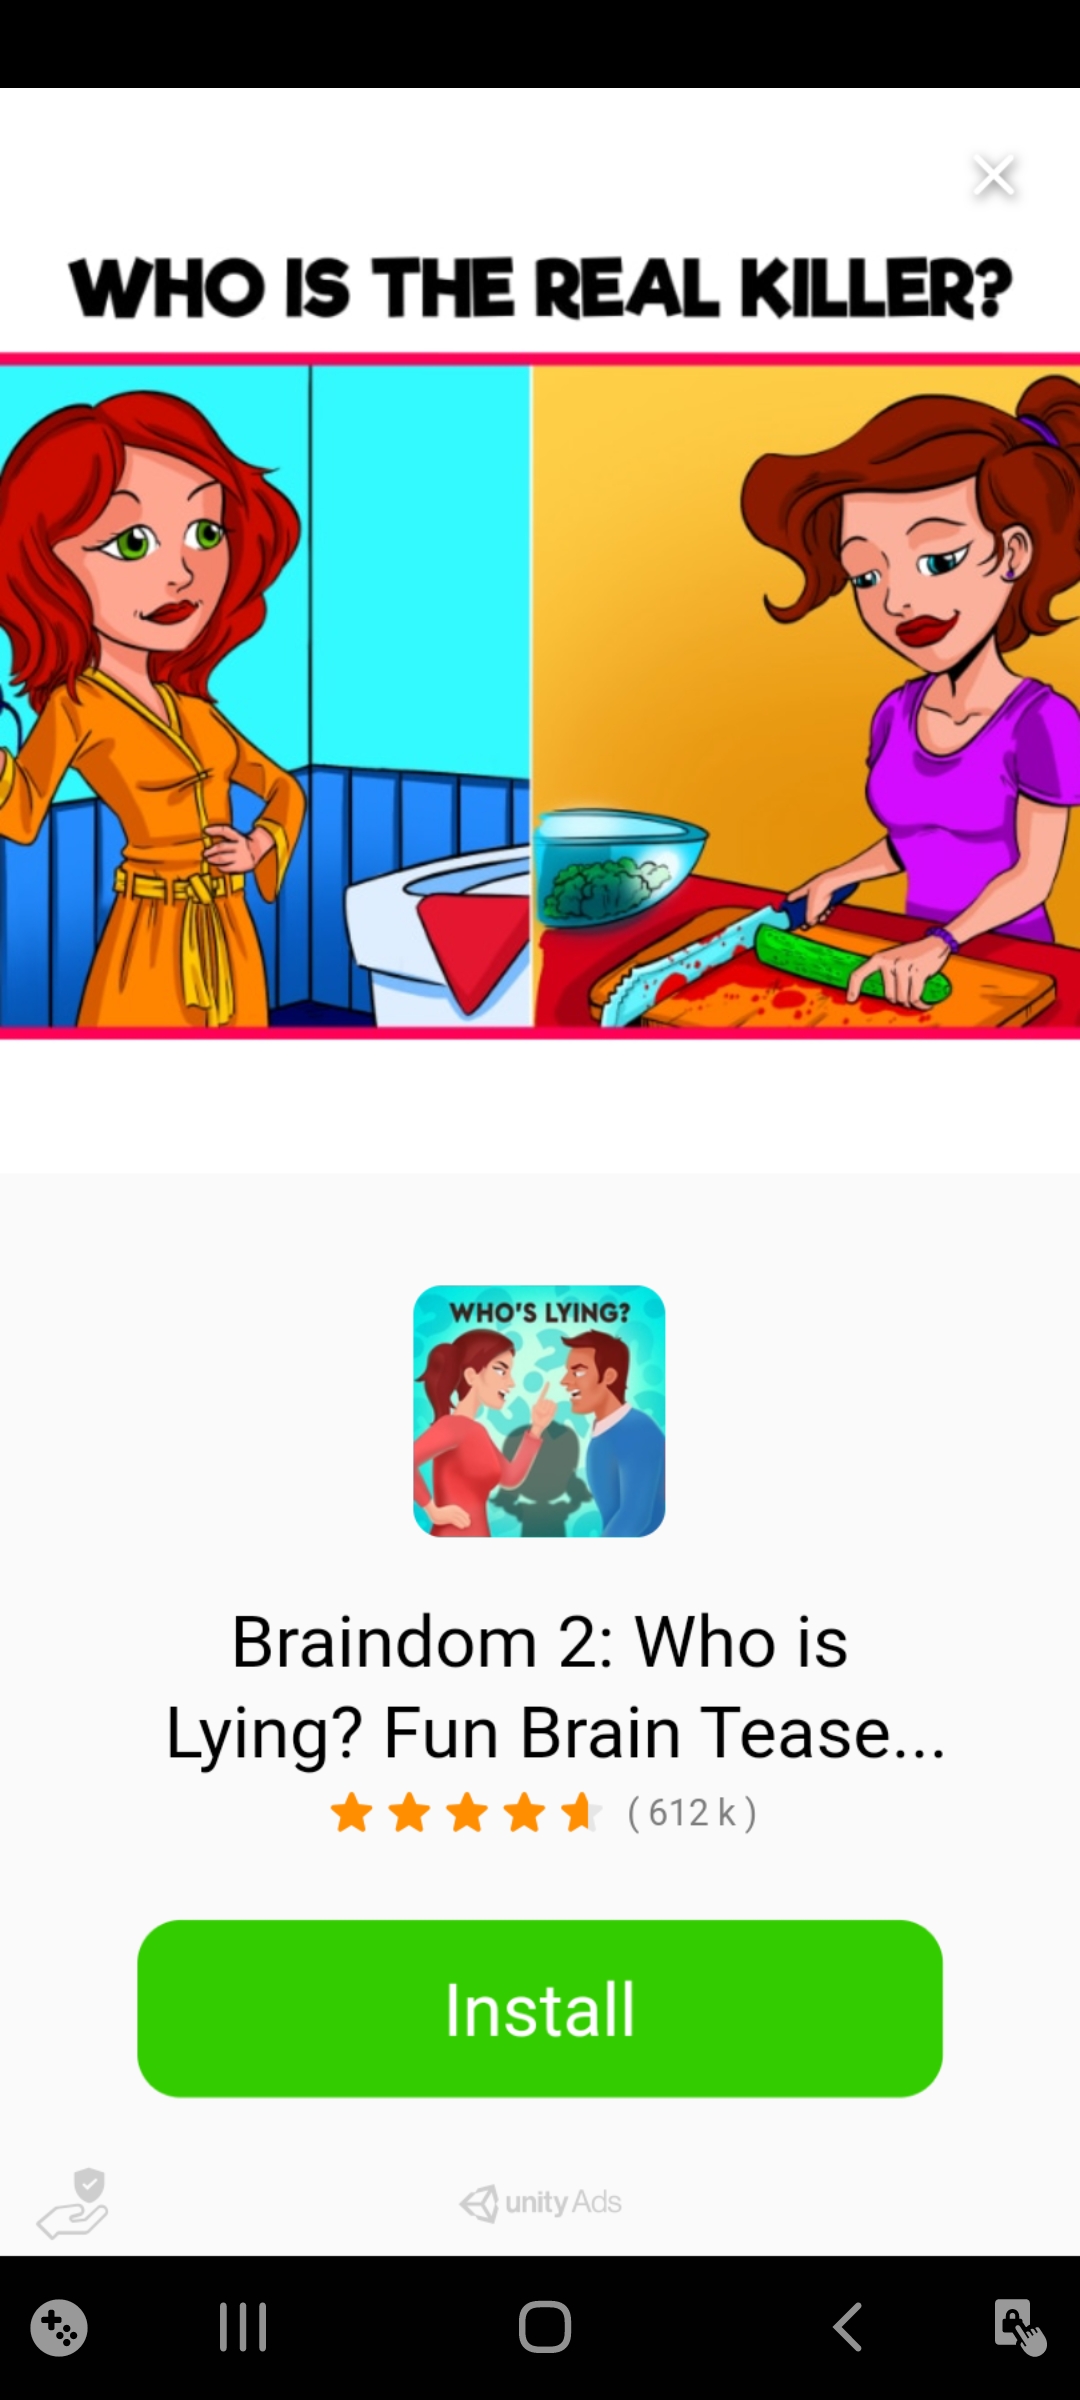 WHO IS THE REAL KILLER?
WHO'S LYING?
Braindom 2: Who is
Lying? Fun Brain Tease...
( 612 k )
Install
unity Ads